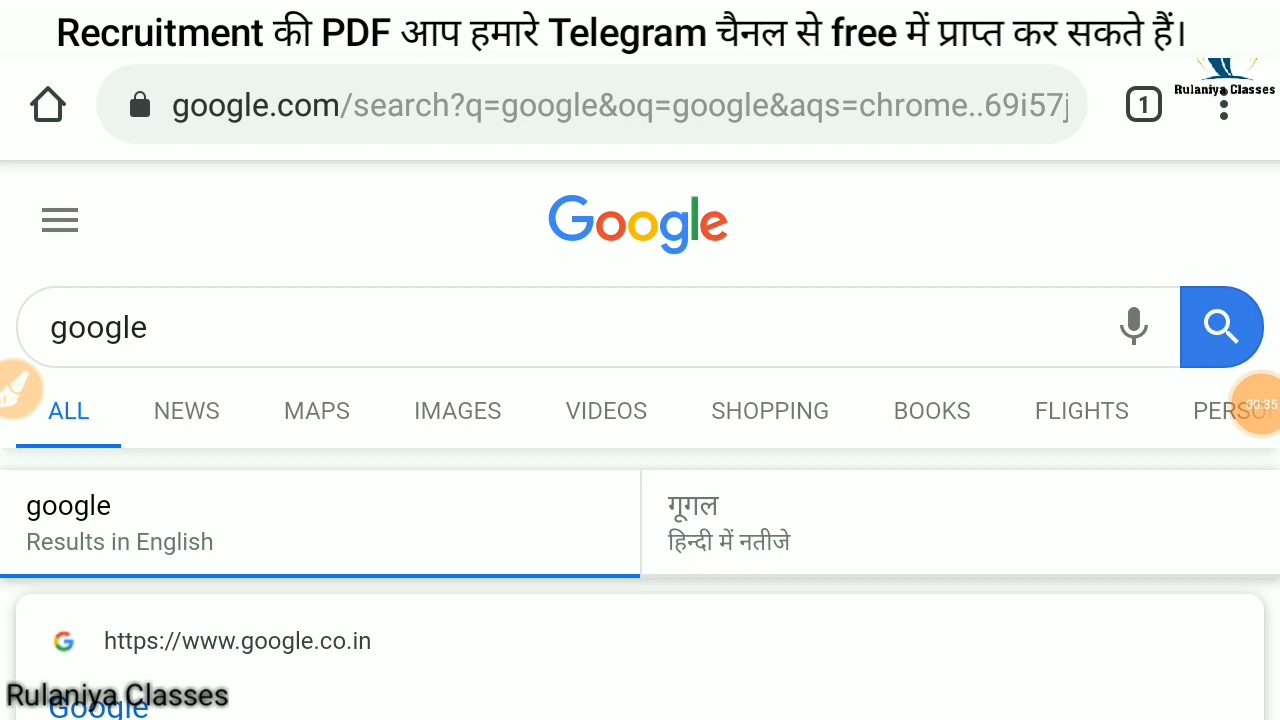 Recruitment की PDF आप हमारे Telegram चैनल से free में प्राप्त कर सकते हैं।
google.com/search?q=google&oq=google&aqs=chrome..69i57j
1
Rulaniya Classes
Google
google
ALL NEWS MAPS IMAGES VIDEOS SHOPPING BOOKS FLIGHTS
00:35
google
Results in English
गूगल
हिन्दी में नतीजे
https://www.google.co.in
Rulaniya Classes
Google